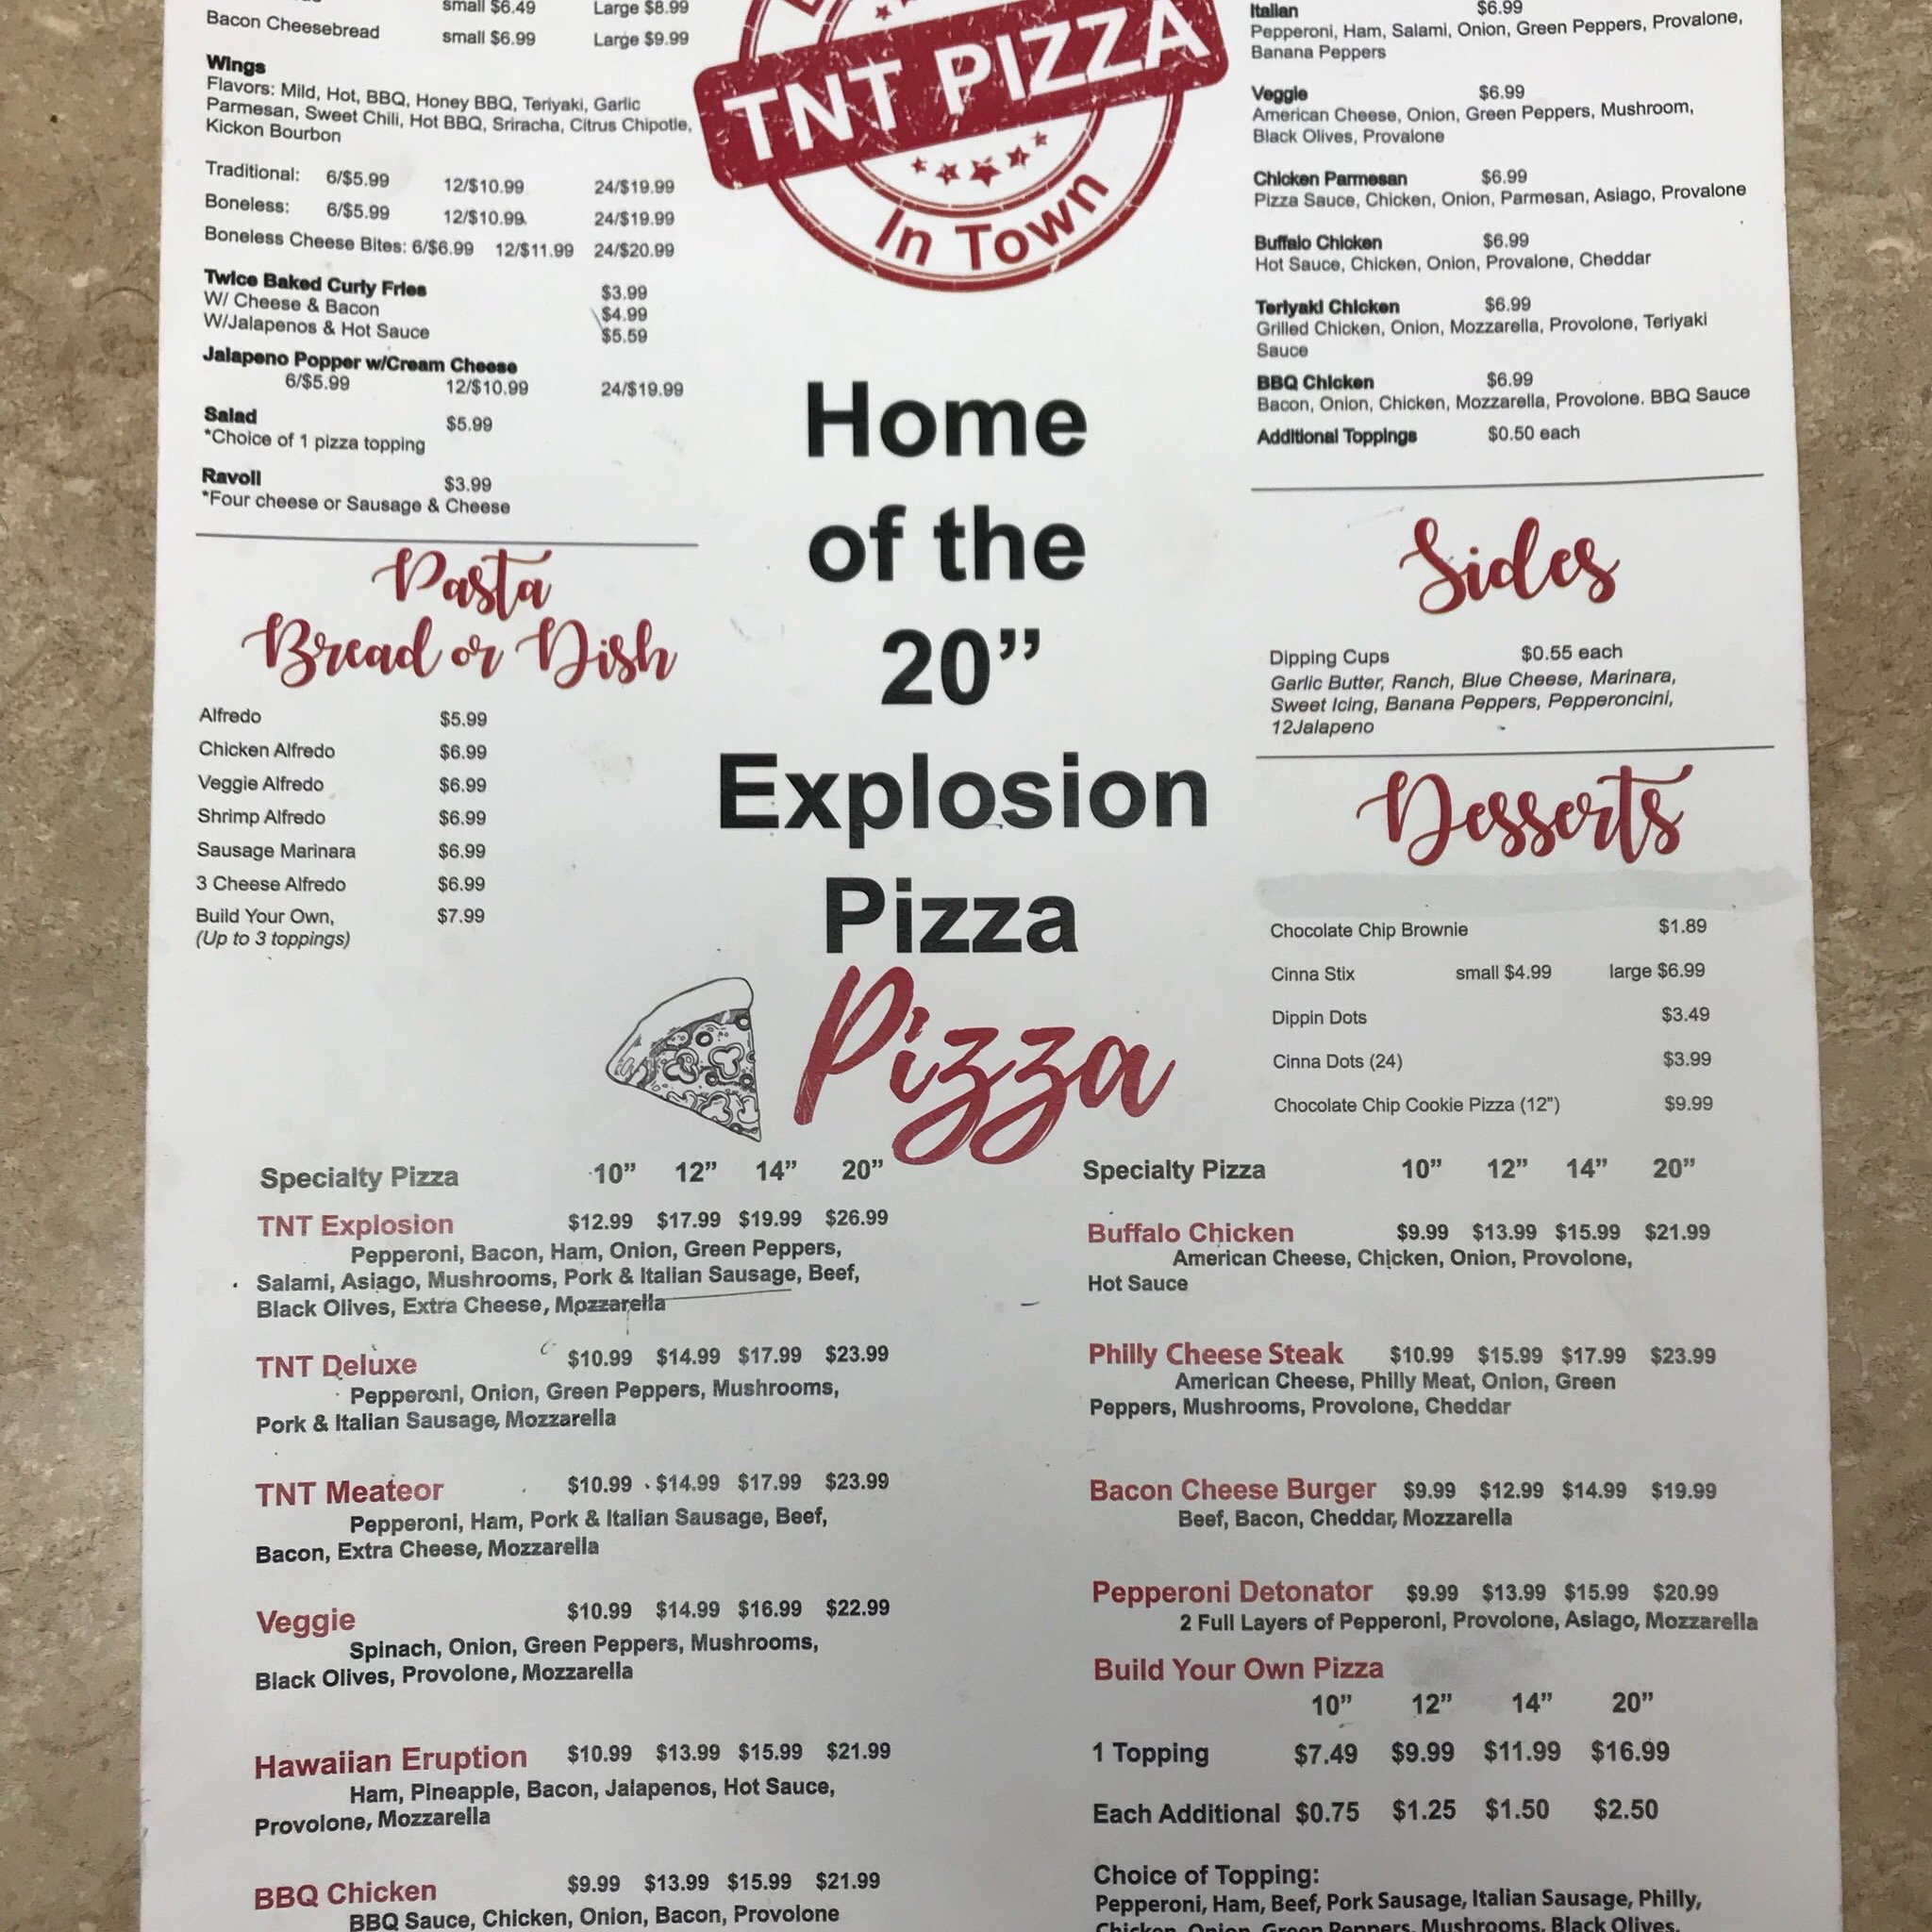 small $6.49 Large $8.99
Bacon Cheesebread small $6.99 Large $9.99
Wings
Flavors: Mild, Hot, BBQ, Honey BBQ, Teriyaki, Garlic
Parmesan, Sweet Chili, Hot BBQ, Sriracha, Citrus Chipotle,
Kickon Bourbon
Traditional: 6/$5.99 12/$10.99 24/$19.99
Boneless: 6/$5.99 12/$10.99 24/$19.99
Boneless Cheese Bites: 6/$6.99 12/$11.99 24/$20.99
Twice Baked Curly Fries $3.99
W/ Cheese & Bacon $4.99
W/Jalapenos & Hot Sauce $5.59
Jalapeno Popper w/Cream Cheese
6/$5.99 12/$10.99 24/$19.99
Salad $5.99
*Choice of 1 pizza topping
Ravoli $3.99
*Four cheese or Sausage & Cheese
Pasta
Bread or Dish
Alfredo $5.99
Chicken Alfredo $6.99
Veggie Alfredo $6.99
Shrimp Alfredo $6.99
Sausage Marinara $6.99
3 Cheese Alfredo $6.99
Build Your Own, $7.99
(Up to 3 toppings)
TNT PIZZA
In Town
Home
of the
20”
Explosion
Pizza
Italian $6.99
Pepperoni, Ham, Salami, Onion, Green Peppers, Provalone,
Banana Peppers
Veggie $6.99
American Cheese, Onion, Green Peppers, Mushroom,
Black Olives, Provalone
Chicken Parmesan $6.99
Pizza Sauce, Chicken, Onion, Parmesan, Asiago, Provalone
Buffalo Chicken $6.99
Hot Sauce, Chicken, Onion, Provalone, Cheddar
Teriyaki Chicken $6.99
Grilled Chicken, Onion, Mozzarella, Provolone, Teriyaki
Sauce
BBQ Chicken $6.99
Bacon, Onion, Chicken, Mozzarella, Provolone. BBQ Sauce
Additional Toppings $0.50 each
Sides
Dipping Cups $0.55 each
Garlic Butter, Ranch, Blue Cheese, Marinara,
Sweet Icing, Banana Peppers, Pepperoncini,
12Jalapeno
Desserts
Chocolate Chip Brownie $1.89
Cinna Stix small $4.99 large $6.99
Dippin Dots $3.49
Cinna Dots (24) $3.99
Chocolate Chip Cookie Pizza (12") $9.99
Pizza
Specialty Pizza 10” 12” 14” 20”
TNT Explosion $12.99 $17.99 $19.99 $26.99
Pepperoni, Bacon, Ham, Onion, Green Peppers,
Salami, Asiago, Mushrooms, Pork & Italian Sausage, Beef,
Black Olives, Extra Cheese, Mozzarella
TNT Deluxe $10.99 $14.99 $17.99 $23.99
Pepperoni, Onion, Green Peppers, Mushrooms,
Pork & Italian Sausage, Mozzarella
TNT Meateor $10.99 $14.99 $17.99 $23.99
Pepperoni, Ham, Pork & Italian Sausage, Beef,
Bacon, Extra Cheese, Mozzarella
Veggie $10.99 $14.99 $16.99 $22.99
Spinach, Onion, Green Peppers, Mushrooms,
Black Olives, Provolone, Mozzarella
Hawaiian Eruption $10.99 $13.99 $15.99 $21.99
Ham, Pineapple, Bacon, Jalapenos, Hot Sauce,
Provolone, Mozzarella
BBQ Chicken $9.99 $13.99 $15.99 $21.99
BBQ Sauce, Chicken, Onion, Bacon, Provolone
Specialty Pizza 10” 12” 14” 20”
Buffalo Chicken $9.99 $13.99 $15.99 $21.99
American Cheese, Chicken, Onion, Provolone,
Hot Sauce
Philly Cheese Steak $10.99 $15.99 $17.99 $23.99
American Cheese, Philly Meat, Onion, Green
Peppers, Mushrooms, Provolone, Cheddar
Bacon Cheese Burger $9.99 $12.99 $14.99 $19.99
Beef, Bacon, Cheddar, Mozzarella
Pepperoni Detonator $9.99 $13.99 $15.99 $20.99
2 Full Layers of Pepperoni, Provolone, Asiago, Mozzarella
Build Your Own Pizza
10” 12” 14” 20”
1 Topping $7.49 $9.99 $11.99 $16.99
Each Additional $0.75 $1.25 $1.50 $2.50
Choice of Topping:
Pepperoni, Ham, Beef, Pork Sausage, Italian Sausage, Philly,
Chicken, Onion, Green Peppers, Mushrooms, Black Olives,